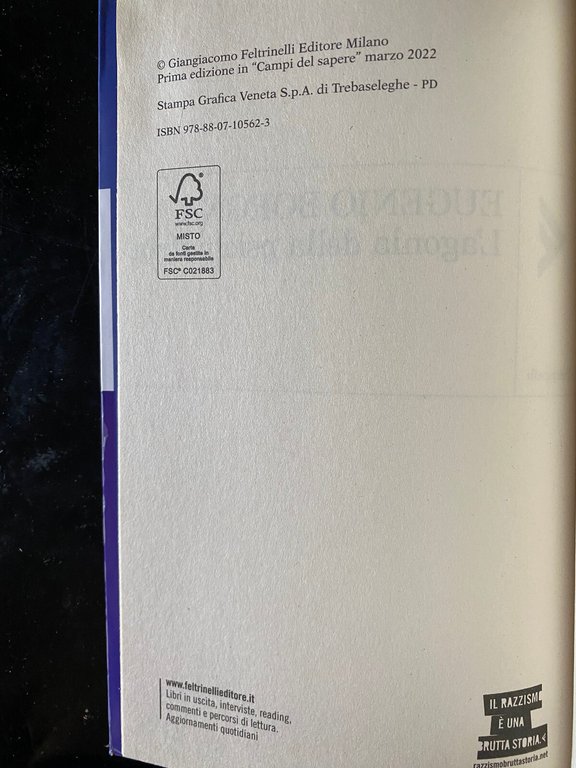 © Giangiacomo Feltrinelli Editore Milano
Prima edizione in “Campi del sapere” marzo 2022
Stampa Grafica Veneta S.p.A. di Trebaseleghe - PD
ISBN 978-88-07-10562-3
FSC
www.fsc.org
MISTO
Carta
da fonti gestite in
maniera responsabile
FSC® C021883
EUGENIO
L'agonia
www.feltrinellieditore.it
Libri in uscita, interviste, reading,
commenti e percorsi di lettura.
Aggiornamenti quotidiani
IL RAZZISMO
È UNA
BRUTTA STORIA.
razzismobruttastoria.net